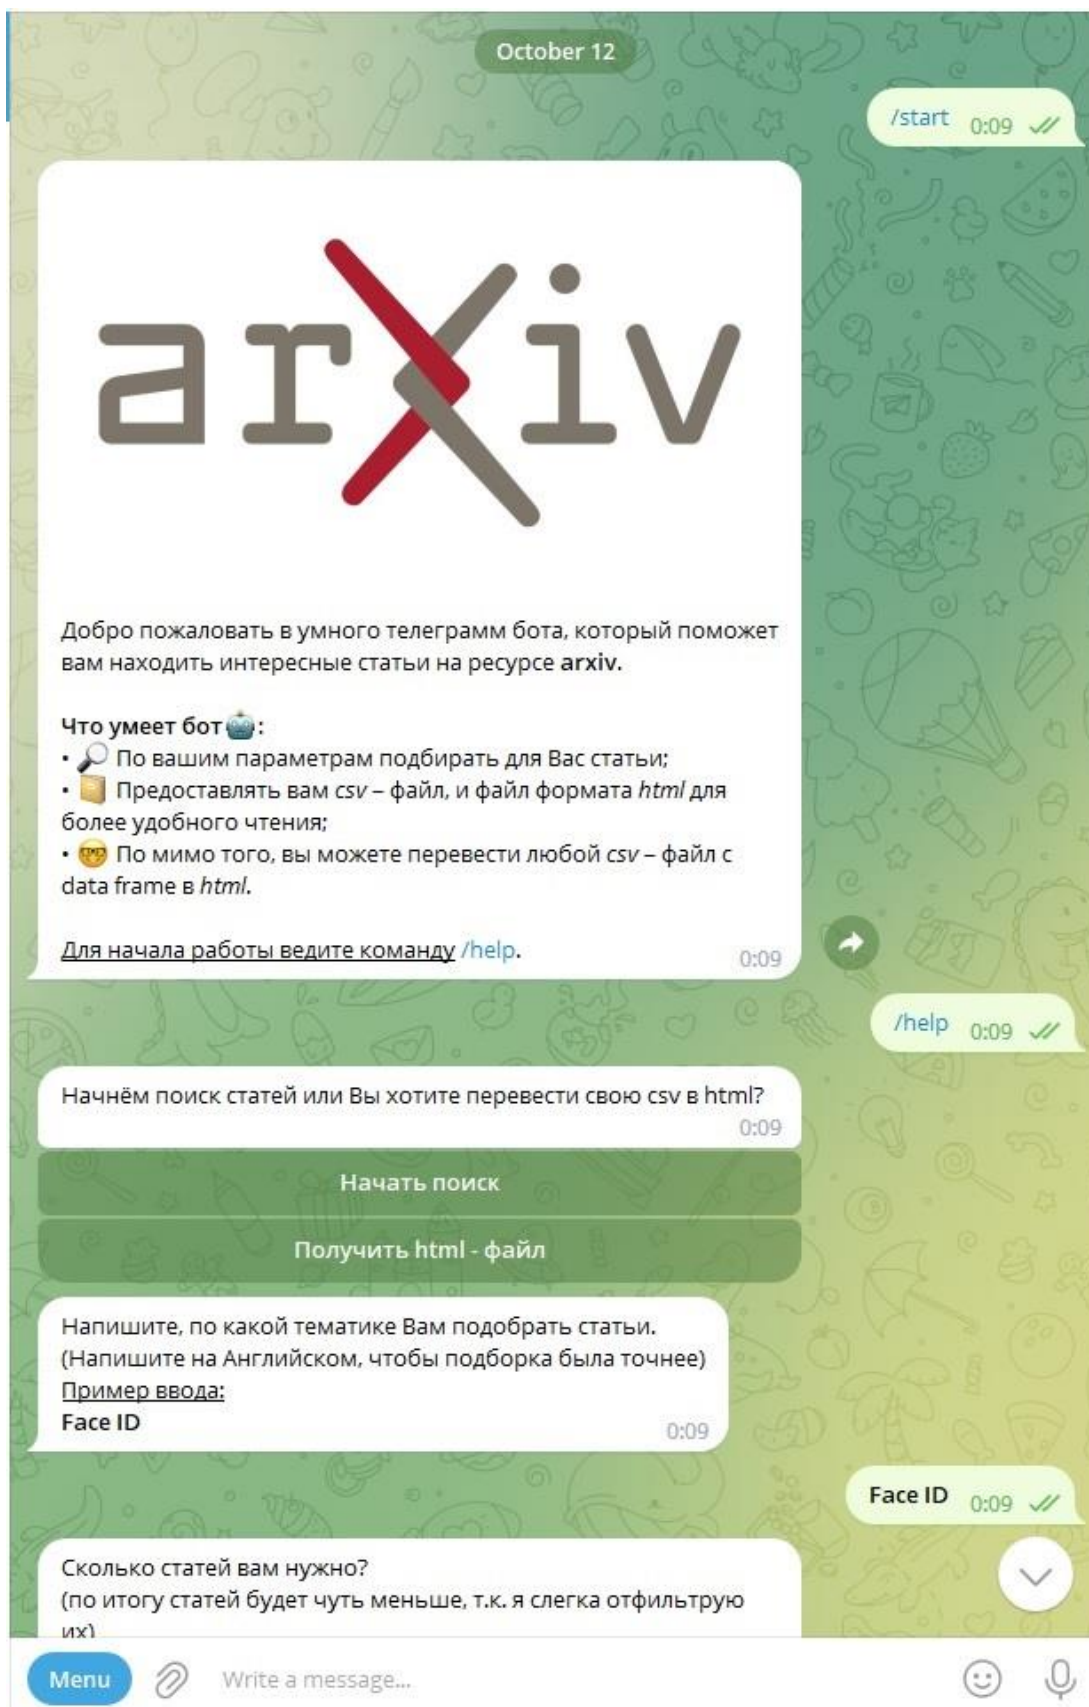 October 12
/start 0:09
arXiv
Добро пожаловать в умного телеграмм бота, который поможет
вам находить интересные статьи на ресурсе arxiv.
Что умеет бот🤖:
• 🔎 По вашим параметрам подбирать для Вас статьи;
• 📔 Предоставлять вам csv – файл, и файл формата html для
более удобного чтения;
• 🤓 По мимо того, вы можете перевести любой csv – файл с
data frame в html.
Для начала работы ведите команду /help.
0:09
/help 0:09
Начнём поиск статей или Вы хотите перевести свою csv в html?
0:09
Начать поиск
Получить html - файл
Напишите, по какой тематике Вам подобрать статьи.
(Напишите на Английском, чтобы подборка была точнее)
Пример ввода:
Face ID
0:09
Face ID 0:09
Сколько статей вам нужно?
(по итогу статей будет чуть меньше, т.к. я слегка отфильтрую
их)
Menu
Write a message...